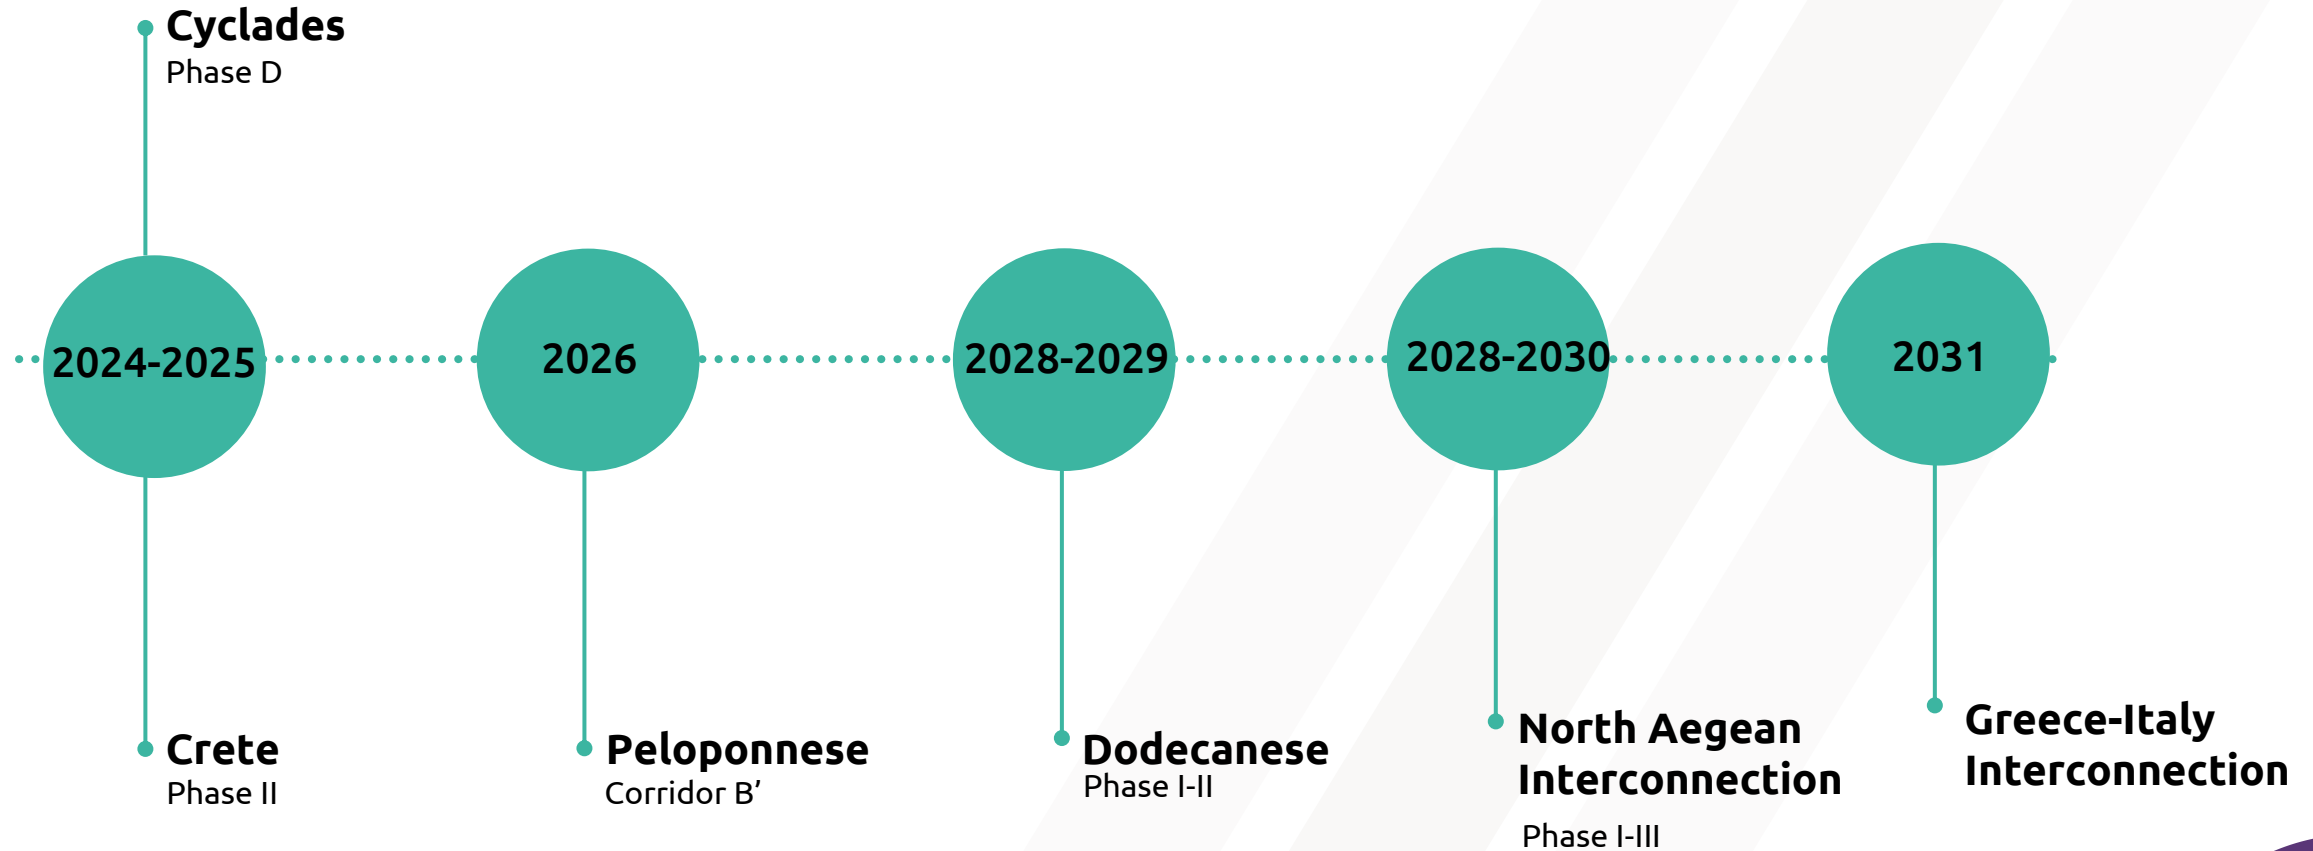 Cyclades
Phase D
2024-2025
2026
2028-2029
2028-2030
2031
Crete
Phase II
Peloponnese
Corridor B’
Dodecanese
Phase I-II
North Aegean
Interconnection
Phase I-III
Greece-Italy
Interconnection